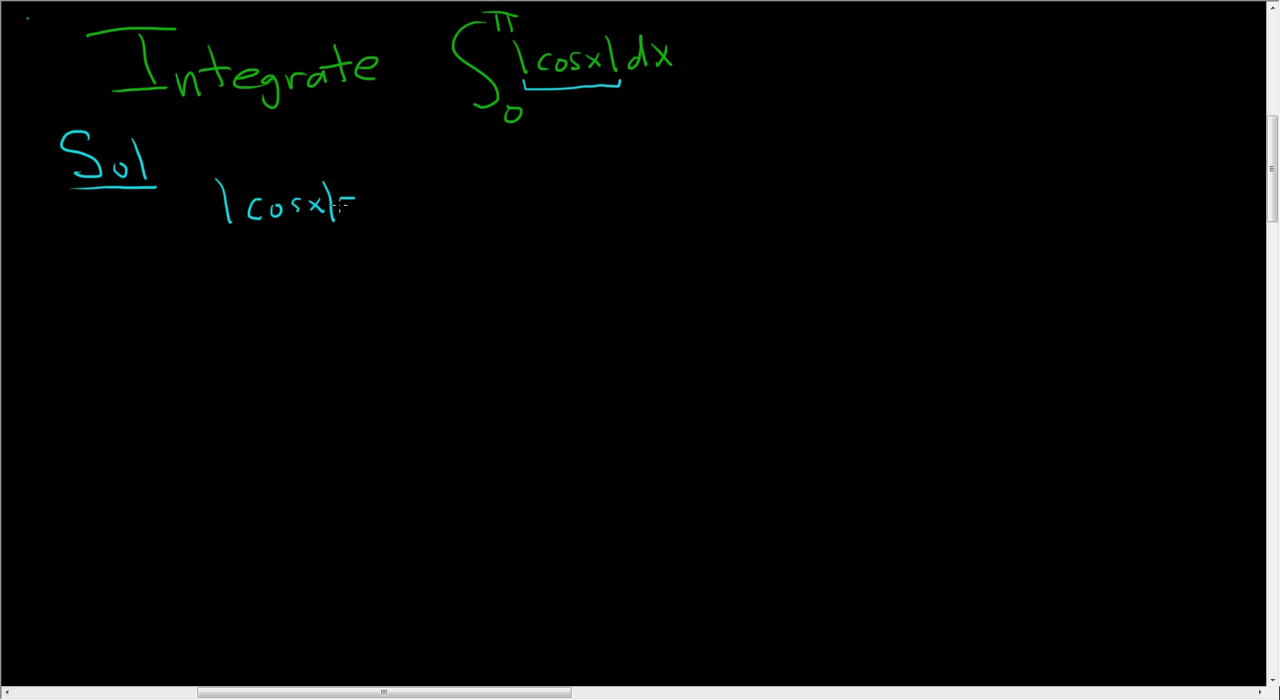 Integrate ∫₀^π |cosx| dx
Sol
|cosx| =